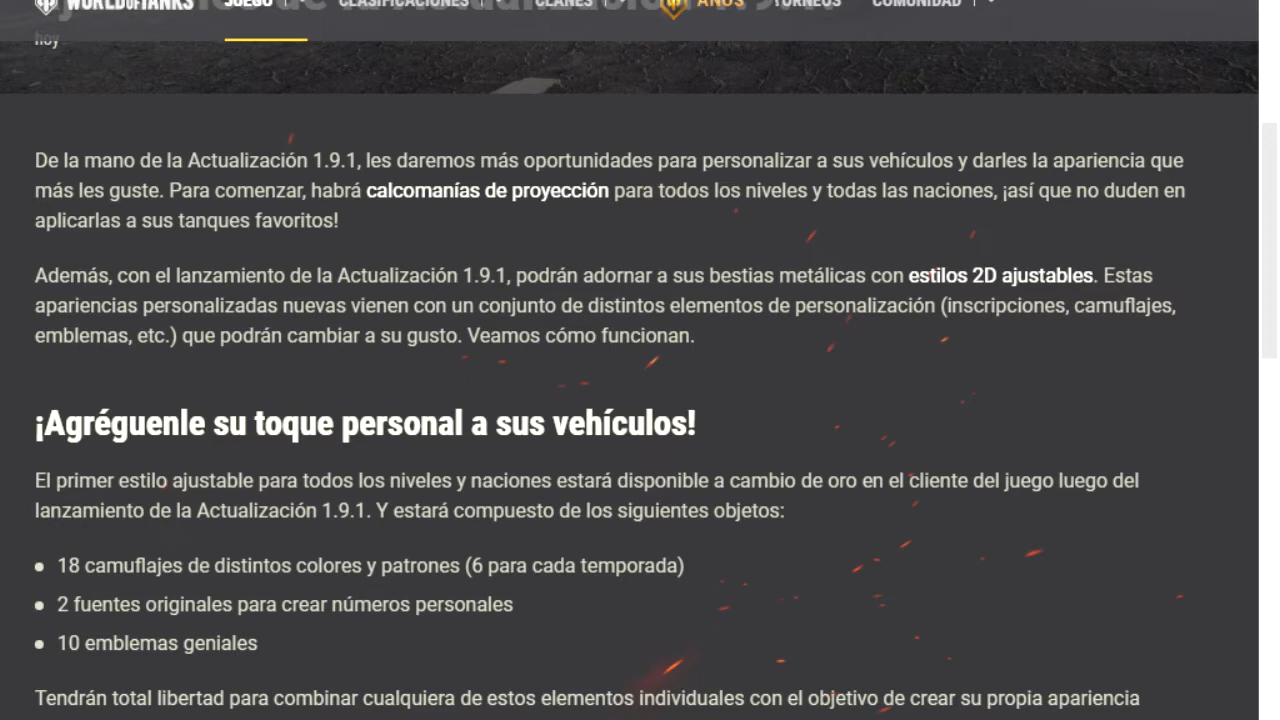 WORLD OF TANKS JUEGO CLASIFICACIONES CLANES AÑOS TORNEOS COMUNIDAD
hoy
De la mano de la Actualización 1.9.1, les daremos más oportunidades para personalizar a sus vehículos y darles la apariencia que
más les guste. Para comenzar, habrá calcomanías de proyección para todos los niveles y todas las naciones, ¡así que no duden en
aplicarlas a sus tanques favoritos!
Además, con el lanzamiento de la Actualización 1.9.1, podrán adornar a sus bestias metálicas con estilos 2D ajustables. Estas
apariencias personalizadas nuevas vienen con un conjunto de distintos elementos de personalización (inscripciones, camuflajes,
emblemas, etc.) que podrán cambiar a su gusto. Veamos cómo funcionan.
¡Agréguenle su toque personal a sus vehículos!
El primer estilo ajustable para todos los niveles y naciones estará disponible a cambio de oro en el cliente del juego luego del
lanzamiento de la Actualización 1.9.1. Y estará compuesto de los siguientes objetos:
18 camuflajes de distintos colores y patrones (6 para cada temporada)
2 fuentes originales para crear números personales
10 emblemas geniales
Tendrán total libertad para combinar cualquiera de estos elementos individuales con el objetivo de crear su propia apariencia